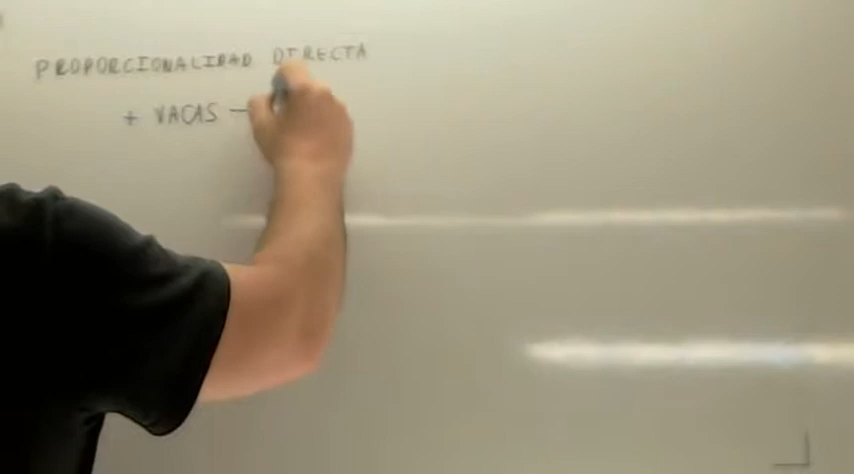 PROPORCIONALIDAD DIRECTA
+ VACAS —